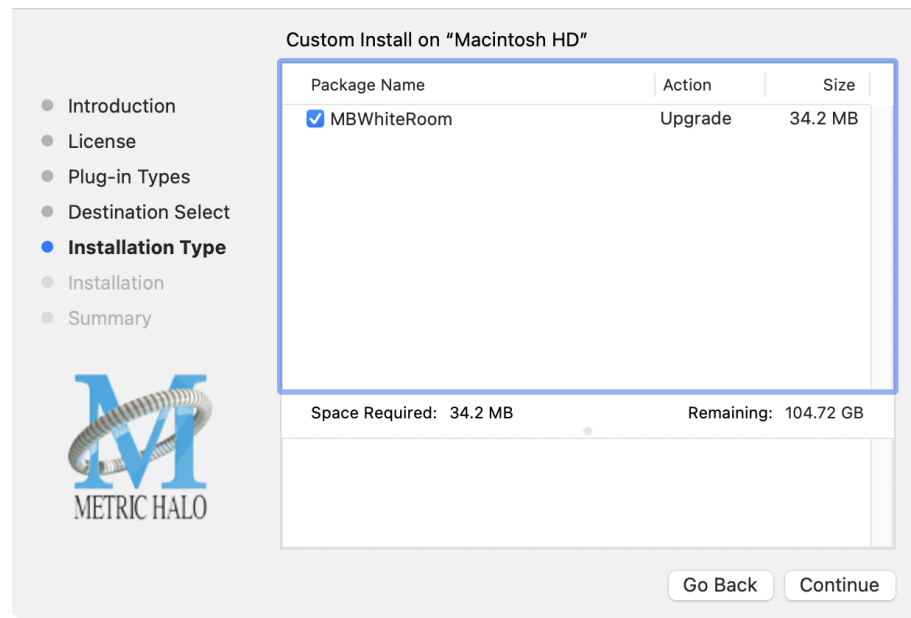 Custom Install on “Macintosh HD”
Introduction
License
Plug-in Types
Destination Select
Installation Type
Installation
Summary
METRIC HALO
Package Name Action Size
MBWhiteRoom Upgrade 34.2 MB
Space Required: 34.2 MB Remaining: 104.72 GB
Go Back Continue